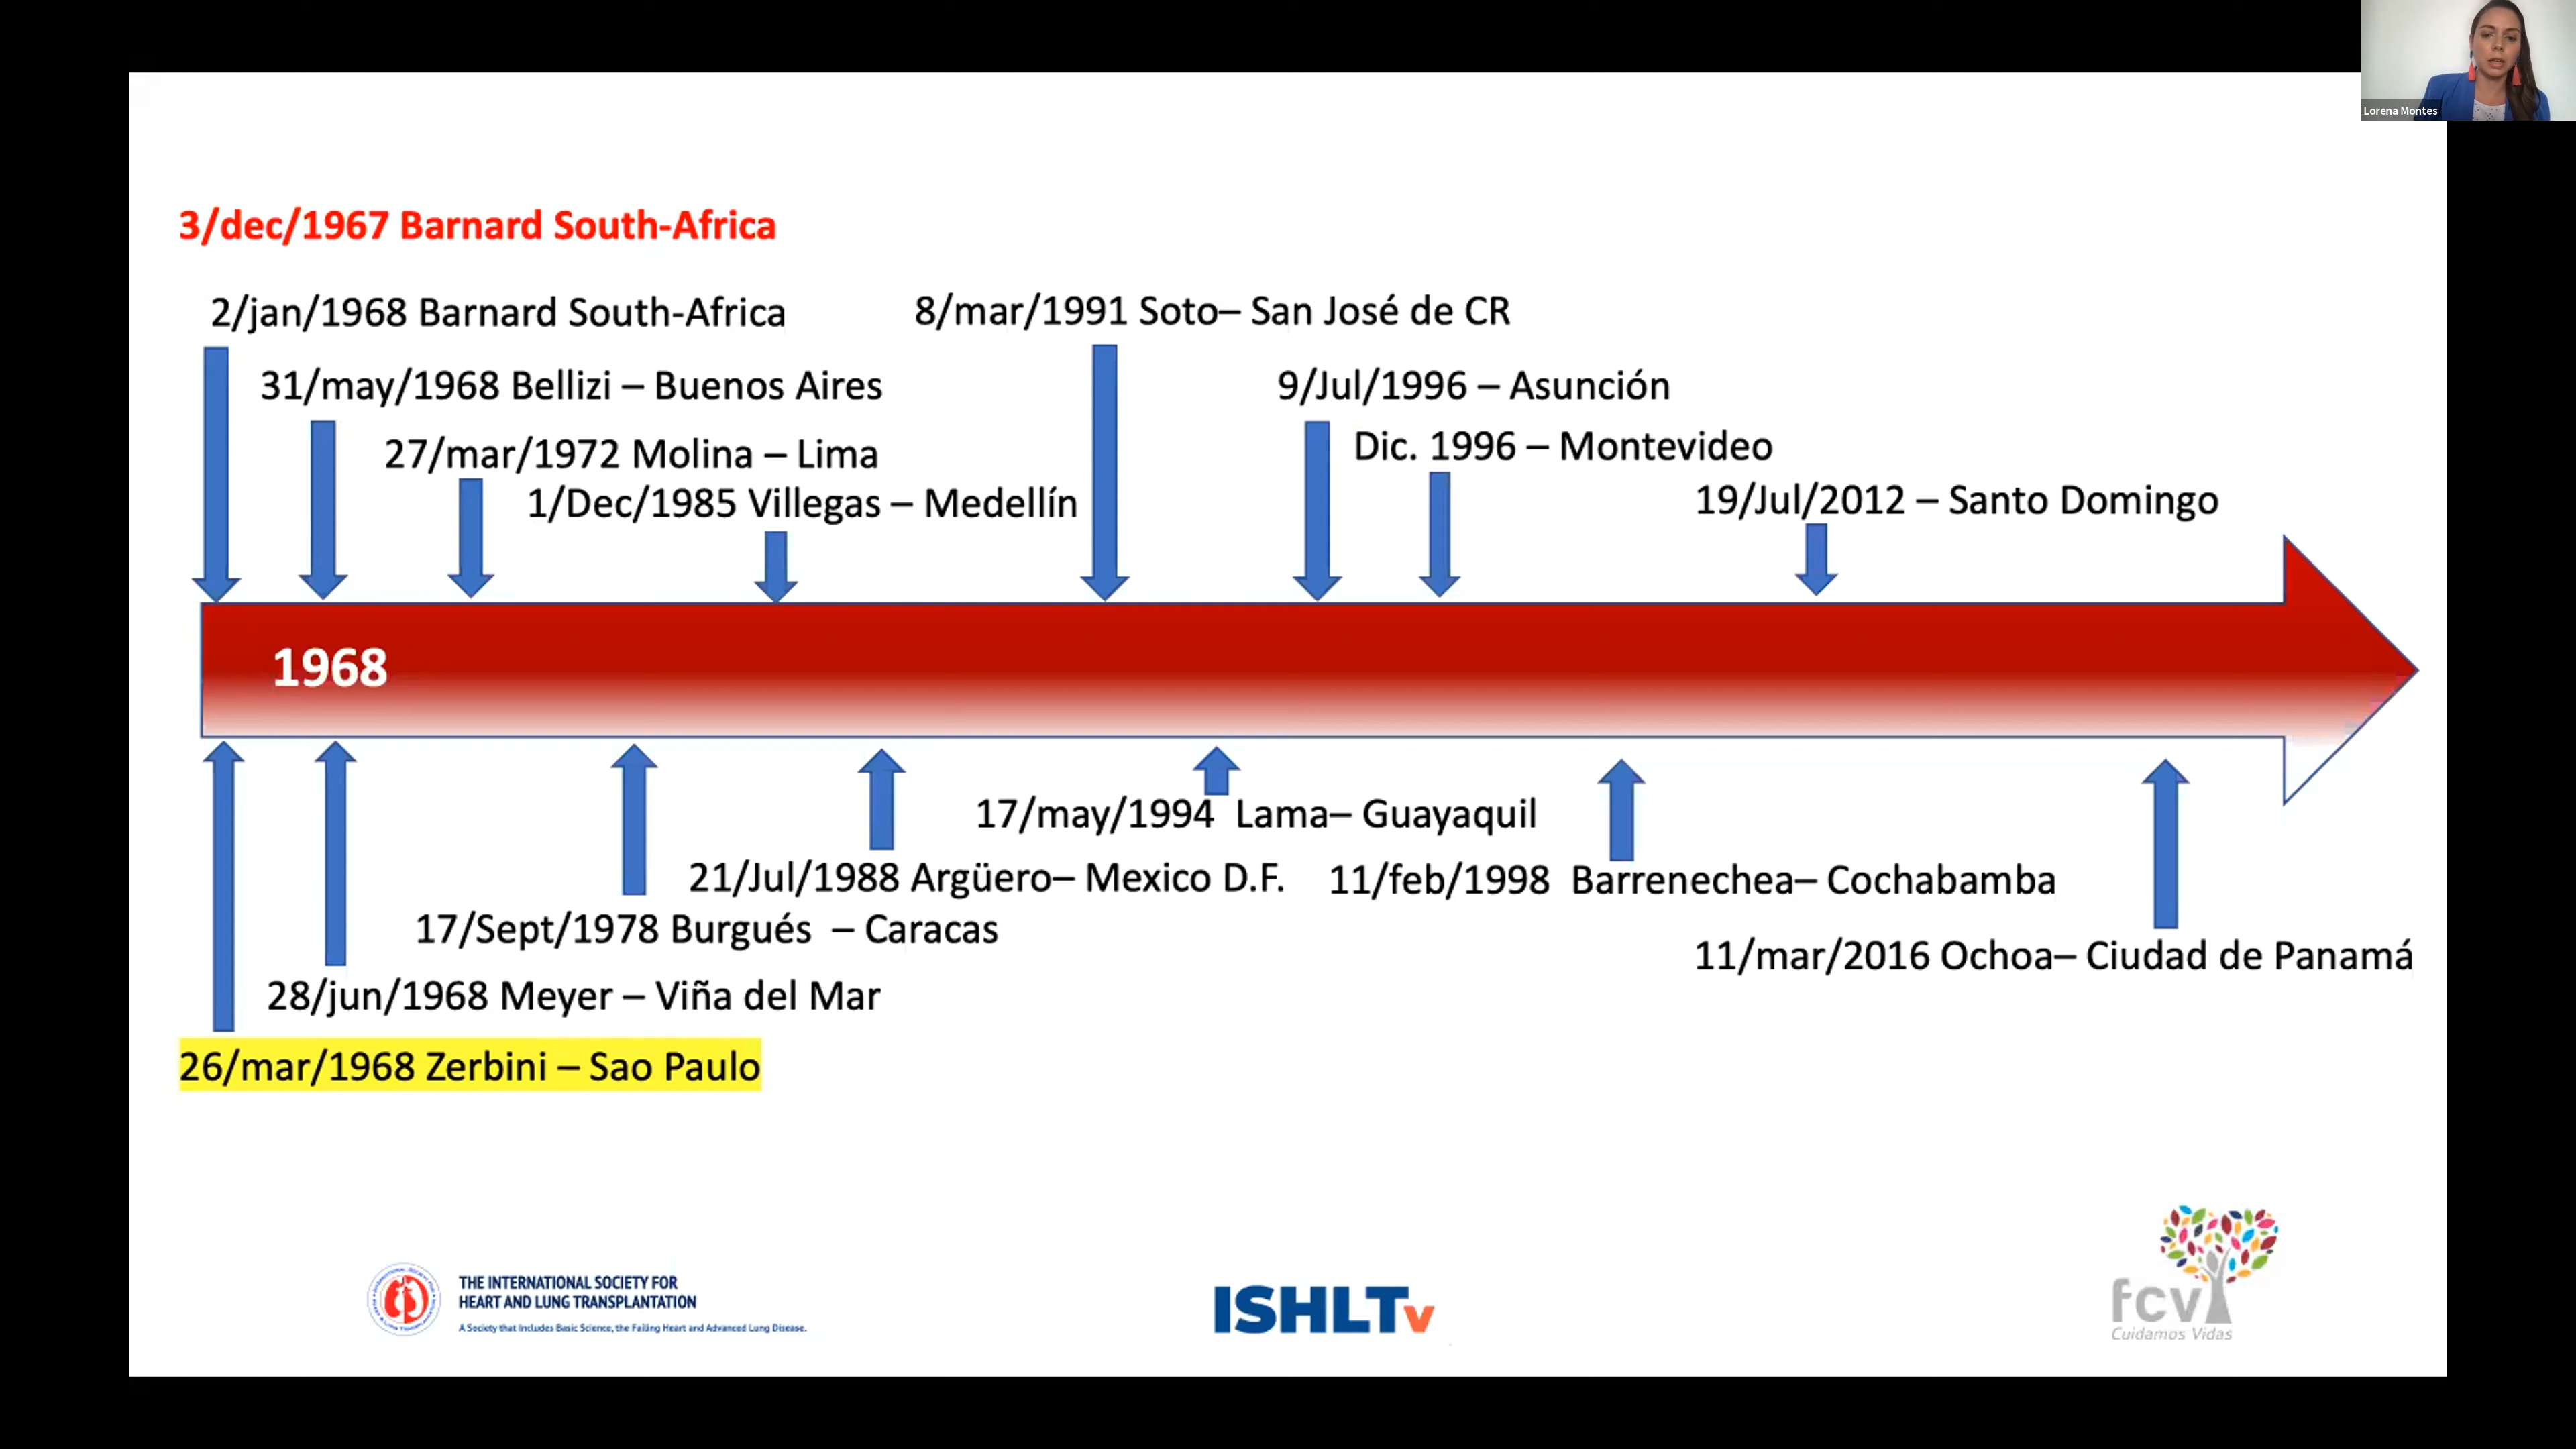 Lorena Montes
3/dec/1967 Barnard South-Africa
2/jan/1968 Barnard South-Africa
8/mar/1991 Soto– San José de CR
31/may/1968 Bellizi – Buenos Aires
9/Jul/1996 – Asunción
27/mar/1972 Molina – Lima
Dic. 1996 – Montevideo
1/Dec/1985 Villegas – Medellín
19/Jul/2012 – Santo Domingo
1968
17/may/1994 Lama– Guayaquil
21/Jul/1988 Argüero– Mexico D.F.
11/feb/1998 Barrenechea– Cochabamba
17/Sept/1978 Burgués – Caracas
11/mar/2016 Ochoa– Ciudad de Panamá
28/jun/1968 Meyer – Viña del Mar
26/mar/1968 Zerbini – Sao Paulo
THE INTERNATIONAL SOCIETY FOR
HEART AND LUNG TRANSPLANTATION
A Society that Includes Basic Science, the Failing Heart and Advanced Lung Disease.
ISHLTv
fcv
Cuidamos Vidas